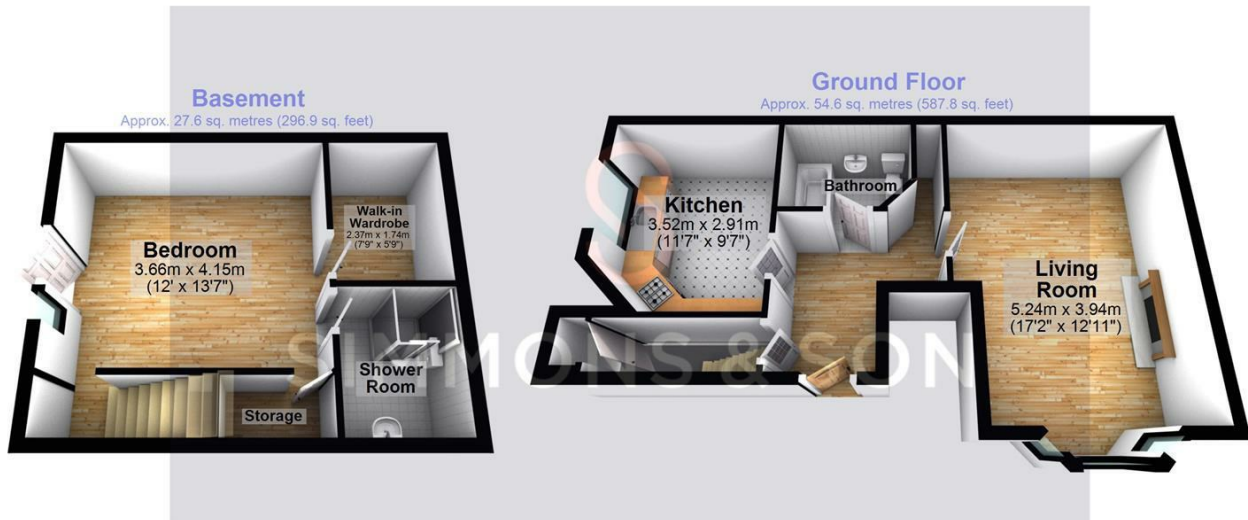 Basement
Approx. 27.6 sq. metres (296.9 sq. feet)
Bedroom
3.66m x 4.15m
(12' x 13'7")
Walk-in
Wardrobe
2.37m x 1.74m
(7'9" x 5'9")
Shower
Room
Storage
Ground Floor
Approx. 54.6 sq. metres (587.8 sq. feet)
Kitchen
3.52m x 2.91m
(11'7" x 9'7")
Bathroom
Living
Room
5.24m x 3.94m
(17'2" x 12'11")
SIMMONS & SON